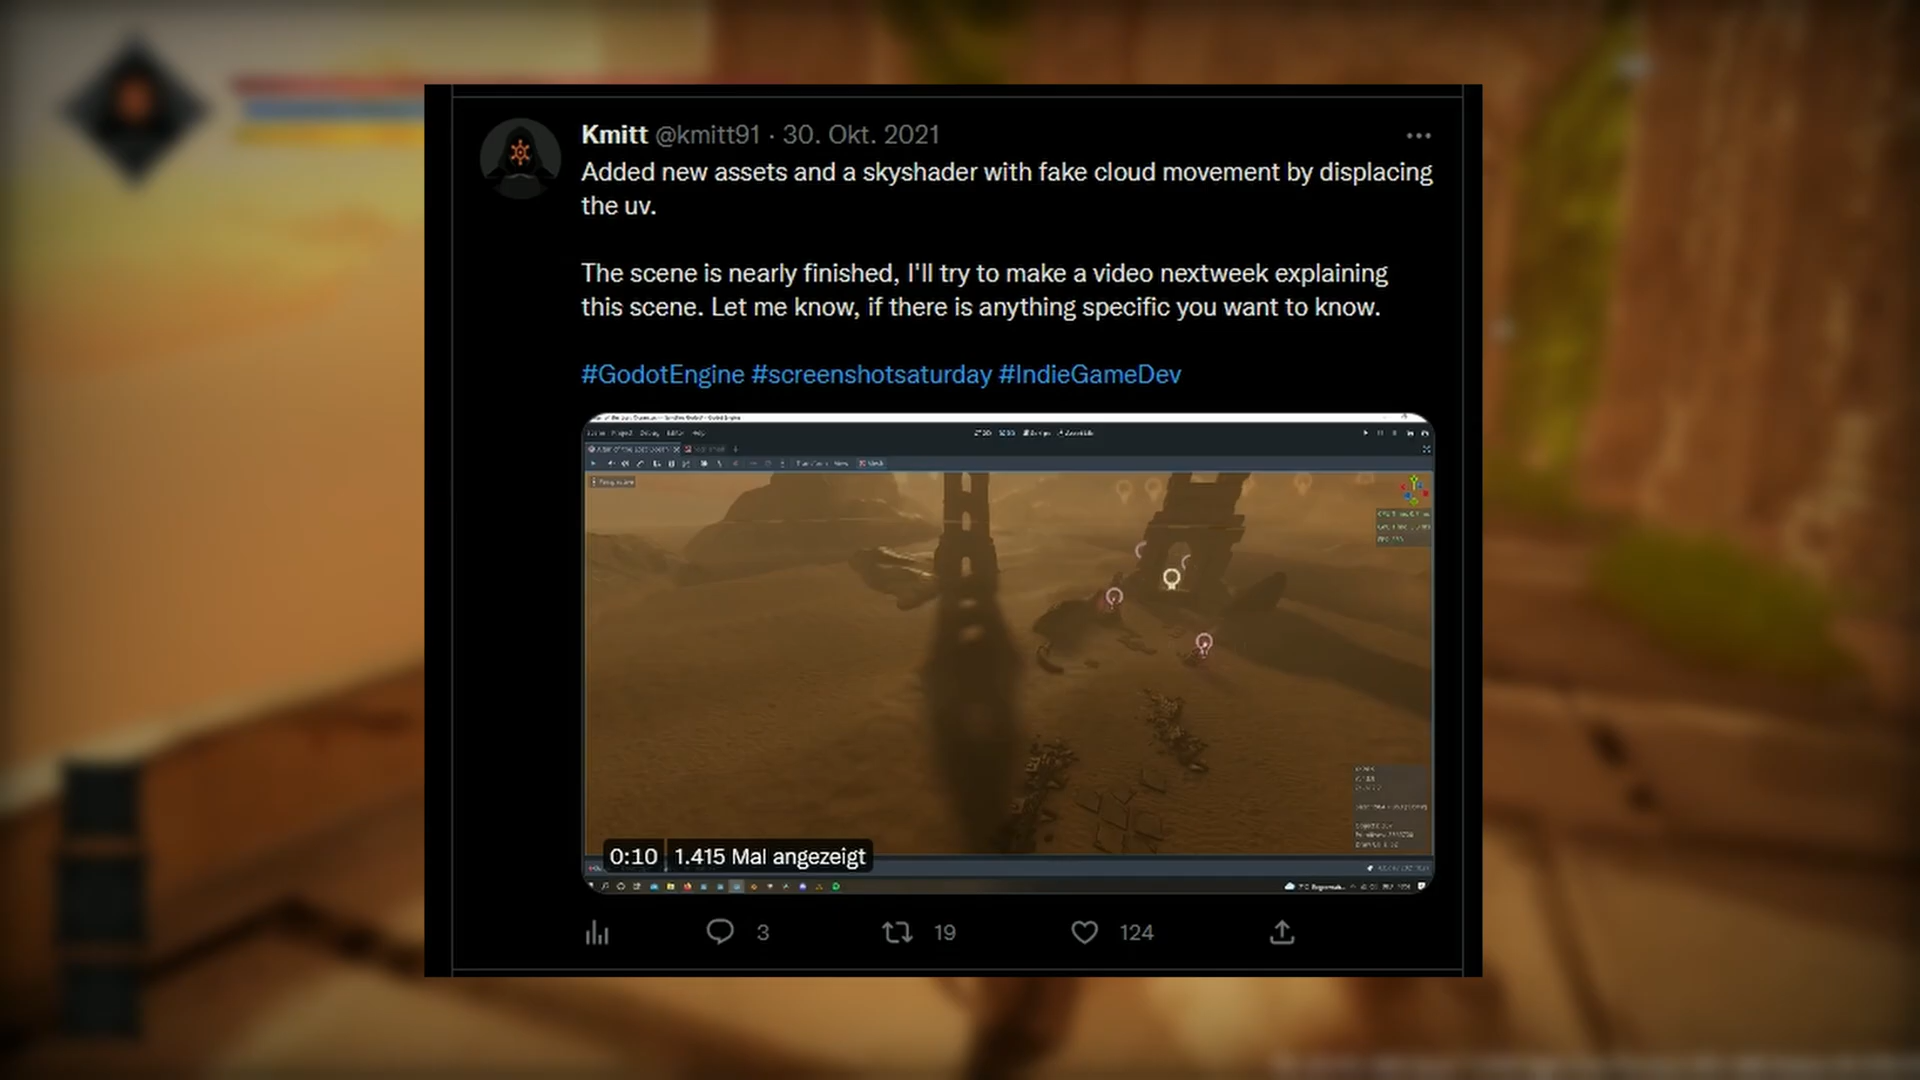 Kmitt @kmitt91 · 30. Okt. 2021
Added new assets and a skyshader with fake cloud movement by displacing
the uv.
The scene is nearly finished, I'll try to make a video nextweek explaining
this scene. Let me know, if there is anything specific you want to know.
#GodotEngine #screenshotsaturday #IndieGameDev
Perspective
0:10 1.415 Mal angezeigt
3 19 124